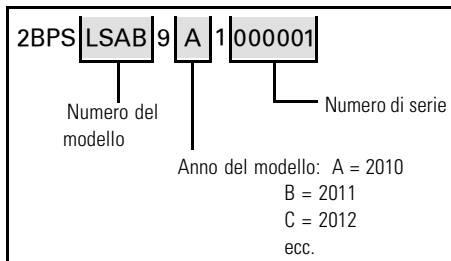 2BPS LSAB 9 A 1 000001
Numero del
modello
Numero di serie
Anno del modello: A = 2010
B = 2011
C = 2012
ecc.